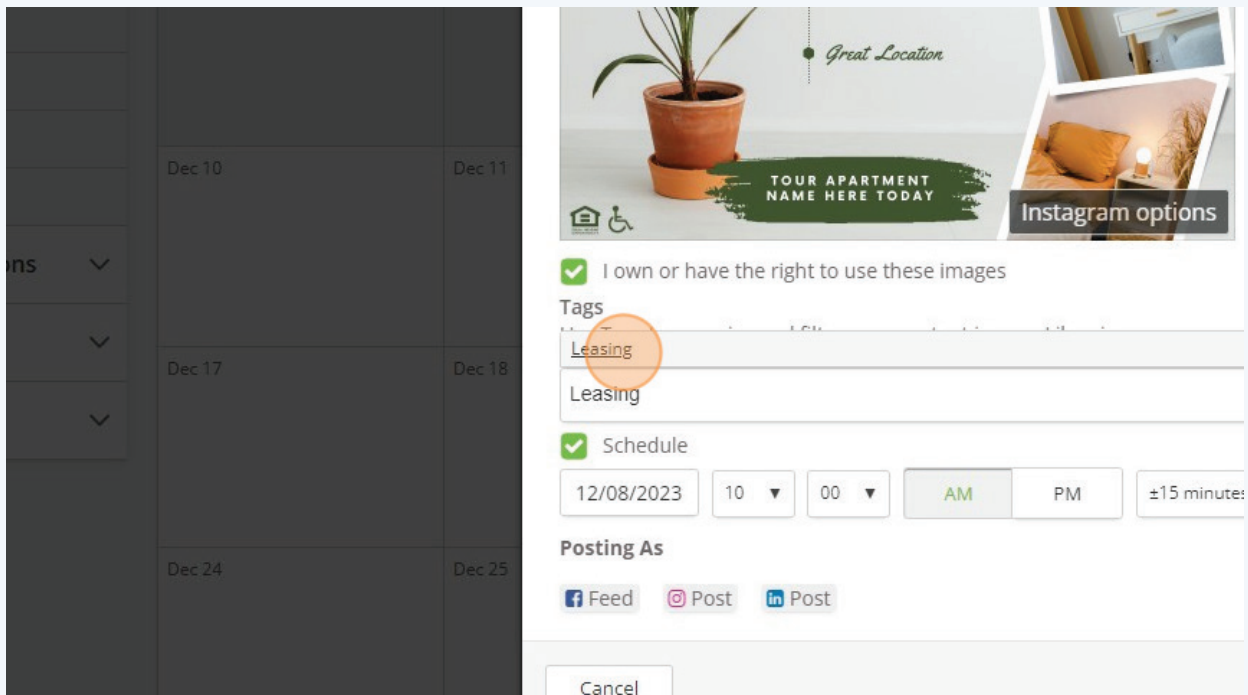 Great Location
TOUR APARTMENT
NAME HERE TODAY
Instagram options
Dec 10
Dec 11
ons
I own or have the right to use these images
Tags
Leasing
Leasing
Dec 17
Dec 18
Schedule
12/08/2023 10 ▼ 00 ▼ AM PM ±15 minutes
Posting As
Dec 24
Dec 25
Feed Post Post
Cancel